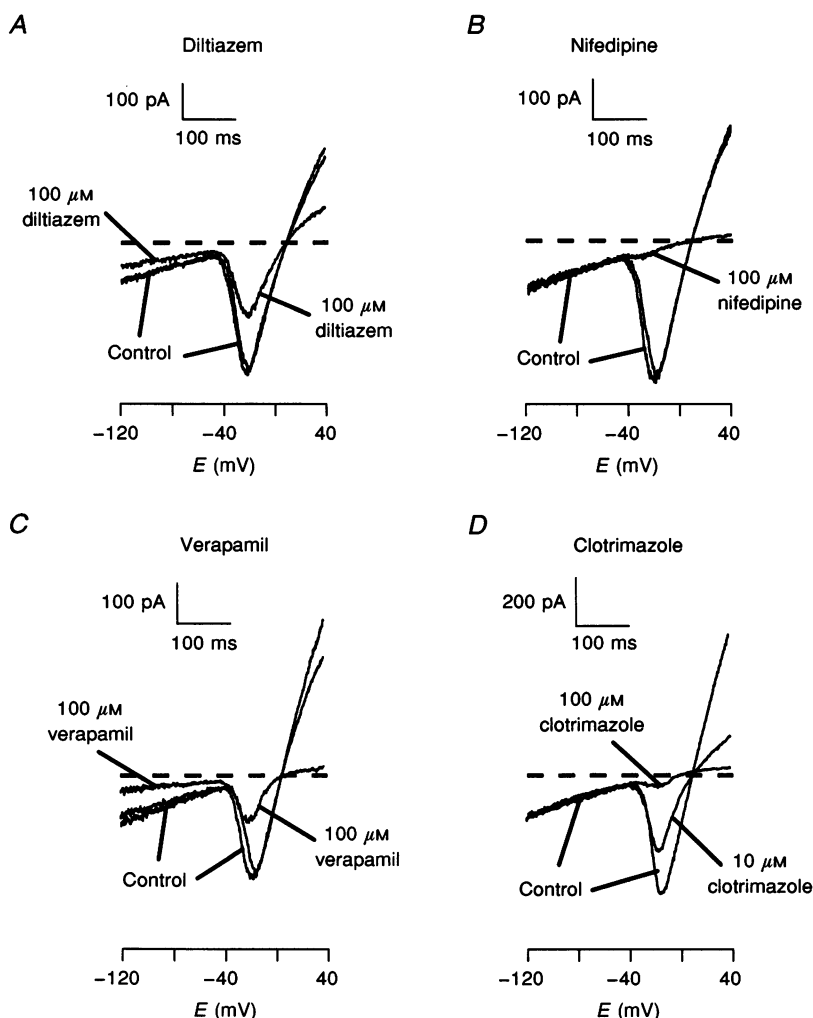 A
Diltiazem
100 pA
100 ms
100 μM
diltiazem
100 μM
diltiazem
Control
−120
−40
40
E (mV)
B
Nifedipine
100 pA
100 ms
100 μM
nifedipine
Control
−120
−40
40
E (mV)
C
Verapamil
100 pA
100 ms
100 μM
verapamil
100 μM
verapamil
Control
−120
−40
40
E (mV)
D
Clotrimazole
200 pA
100 ms
100 μM
clotrimazole
10 μM
clotrimazole
Control
−120
−40
40
E (mV)